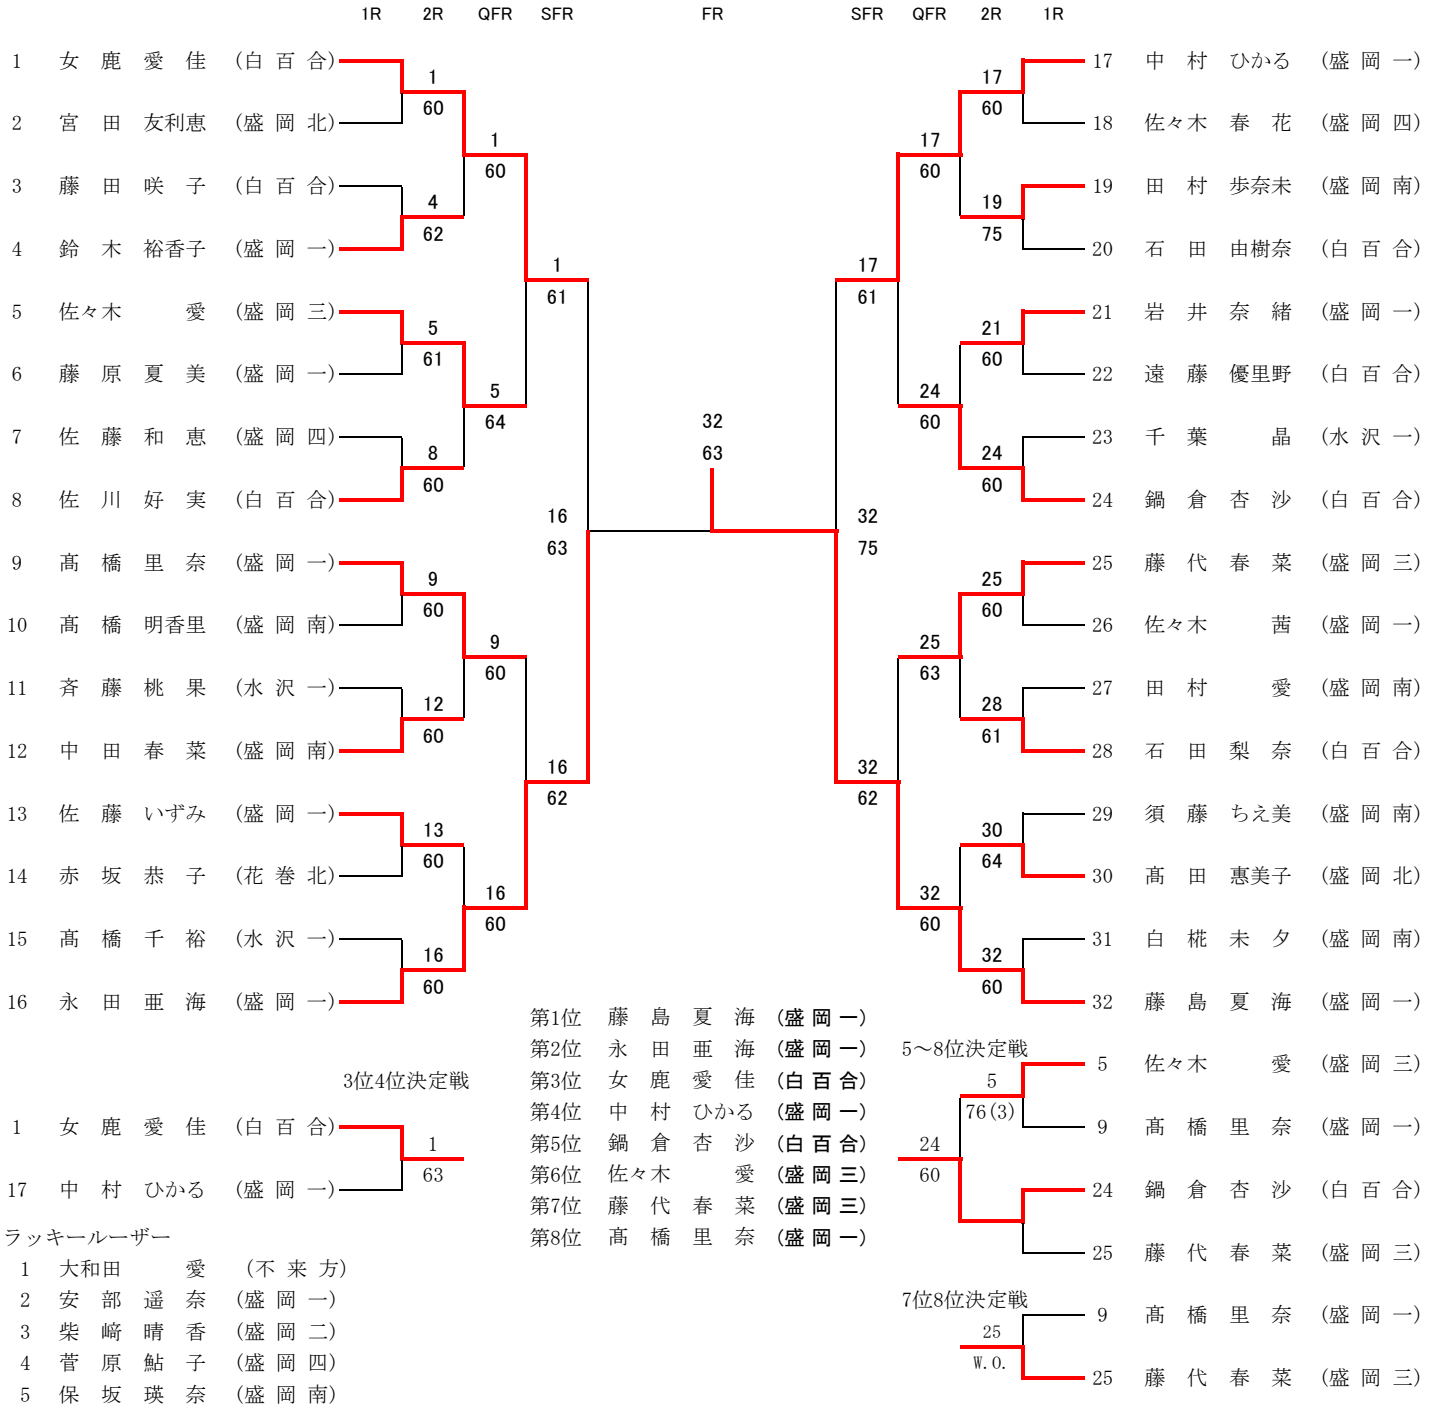 1R 2R QFR SFR FR SFR QFR 2R 1R
1 女鹿愛佳 (白百合) 17 中村ひかる (盛岡一)
1 17
60 60
2 宮田友利恵 (盛岡北) 18 佐々木春花 (盛岡四)
1 17
60 60
3 藤田咲子 (白百合) 19 田村歩奈未 (盛岡南)
4 19
62 75
4 鈴木裕香子 (盛岡一) 20 石田由樹奈 (白百合)
1 17
61 61
5 佐々木愛 (盛岡三) 21 岩井奈緒 (盛岡一)
5 21
61 60
6 藤原夏美 (盛岡一) 22 遠藤優里野 (白百合)
5 24
64 32 60
7 佐藤和恵 (盛岡四) 23 千葉晶 (水沢一)
8 63 24
60 60
8 佐川好実 (白百合) 24 鍋倉杏沙 (白百合)
16 32
63 75
9 髙橋里奈 (盛岡一) 25 藤代春菜 (盛岡三)
9 25
60 60
10 髙橋明香里 (盛岡南) 26 佐々木茜 (盛岡一)
9 25
60 63
11 斉藤桃果 (水沢一) 27 田村愛 (盛岡南)
12 28
60 61
12 中田春菜 (盛岡南) 28 石田梨奈 (白百合)
16 32
62 62
13 佐藤いずみ (盛岡一) 29 須藤ちえ美 (盛岡南)
13 30
60 64
14 赤坂恭子 (花巻北) 30 髙田惠美子 (盛岡北)
16 32
60 60
15 髙橋千裕 (水沢一) 31 白椛未夕 (盛岡南)
16 32
60 60
16 永田亜海 (盛岡一) 32 藤島夏海 (盛岡一)
第1位 藤島夏海 (盛岡一)
第2位 永田亜海 (盛岡一)
第3位 女鹿愛佳 (白百合)
第4位 中村ひかる (盛岡一)
第5位 鍋倉杏沙 (白百合)
第6位 佐々木愛 (盛岡三)
第7位 藤代春菜 (盛岡三)
第8位 髙橋里奈 (盛岡一)
3位4位決定戦
1 女鹿愛佳 (白百合)
1
63
17 中村ひかる (盛岡一)
5～8位決定戦
5 佐々木愛 (盛岡三)
5
76(3)
9 髙橋里奈 (盛岡一)
24
60
24 鍋倉杏沙 (白百合)
25 藤代春菜 (盛岡三)
7位8位決定戦
9 髙橋里奈 (盛岡一)
25
W.O.
25 藤代春菜 (盛岡三)
ラッキールーザー
1 大和田愛 (不来方)
2 安部遥奈 (盛岡一)
3 柴﨑晴香 (盛岡二)
4 菅原鮎子 (盛岡四)
5 保坂瑛奈 (盛岡南)